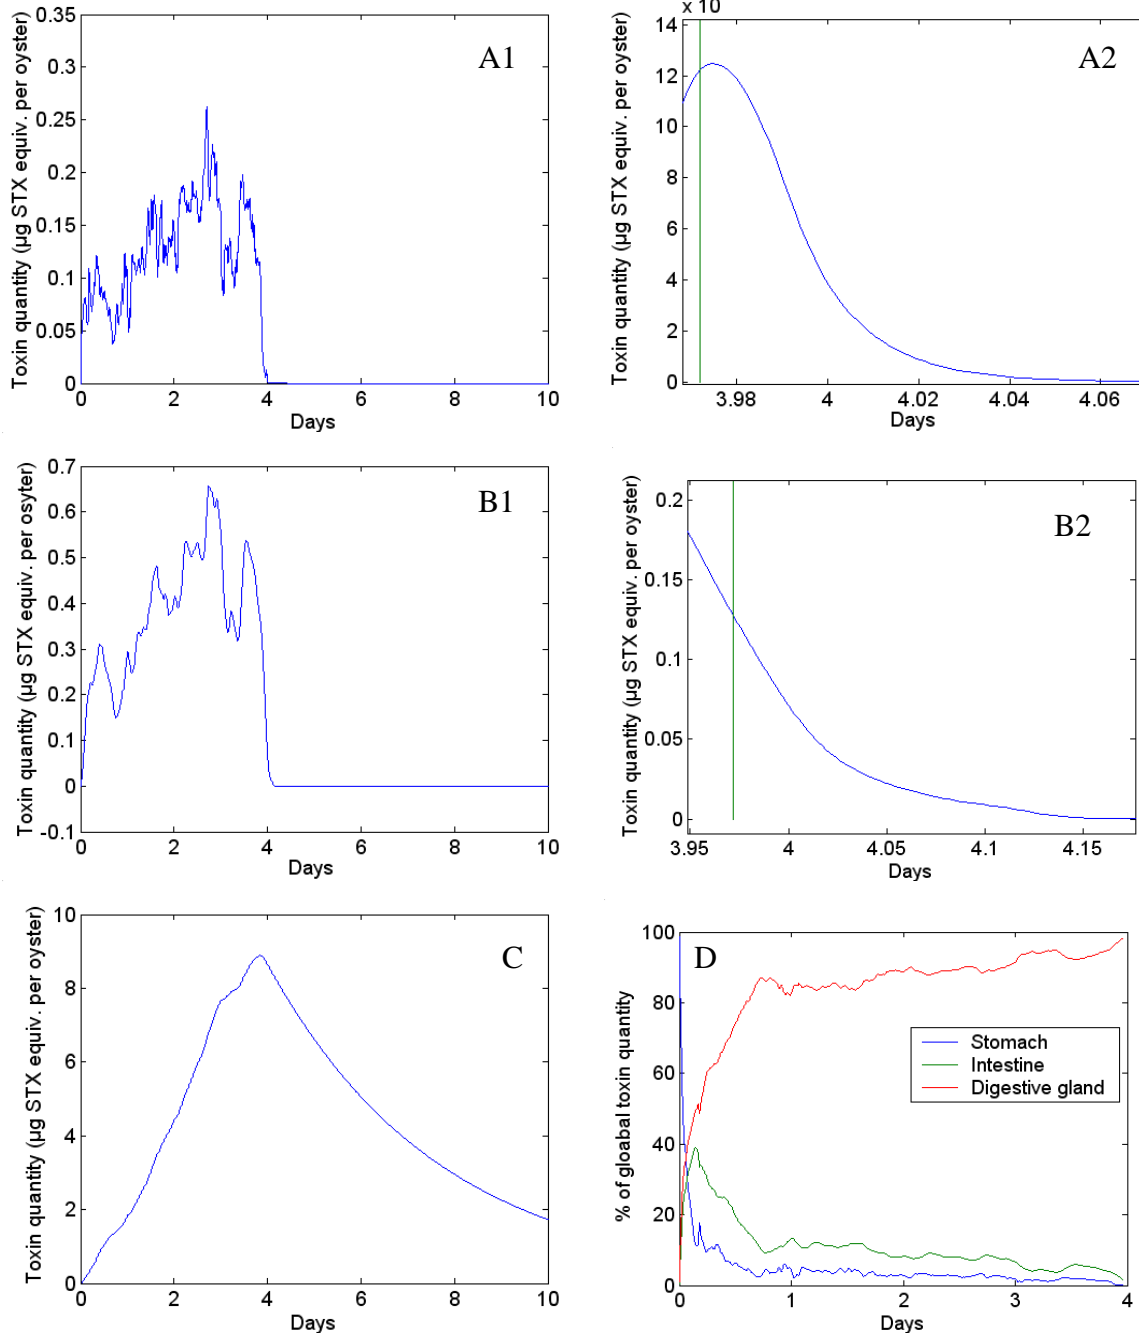 A1
Toxin quantity (µg STX equiv. per oyster)
0.35
0.3
0.25
0.2
0.15
0.1
0.05
0
0 2 4 6 8 10
Days
A2
x 10
Toxin quantity (µg STX equiv. per oyster)
14
12
10
8
6
4
2
0
3.98 4 4.02 4.04 4.06
Days
B1
Toxin quantity (µg STX equiv. per osyter)
0.7
0.6
0.5
0.4
0.3
0.2
0.1
0
-0.1
0 2 4 6 8 10
Days
B2
Toxin quantity (µg STX equiv. per oyster)
0.2
0.15
0.1
0.05
0
3.95 4 4.05 4.1 4.15
Days
C
Toxin quantity (µg STX equiv. per oyster)
10
8
6
4
2
0
0 2 4 6 8 10
Days
D
% of gloabal toxin quantity
100
80
60
40
20
0
0 1 2 3 4
Days
Stomach
Intestine
Digestive gland